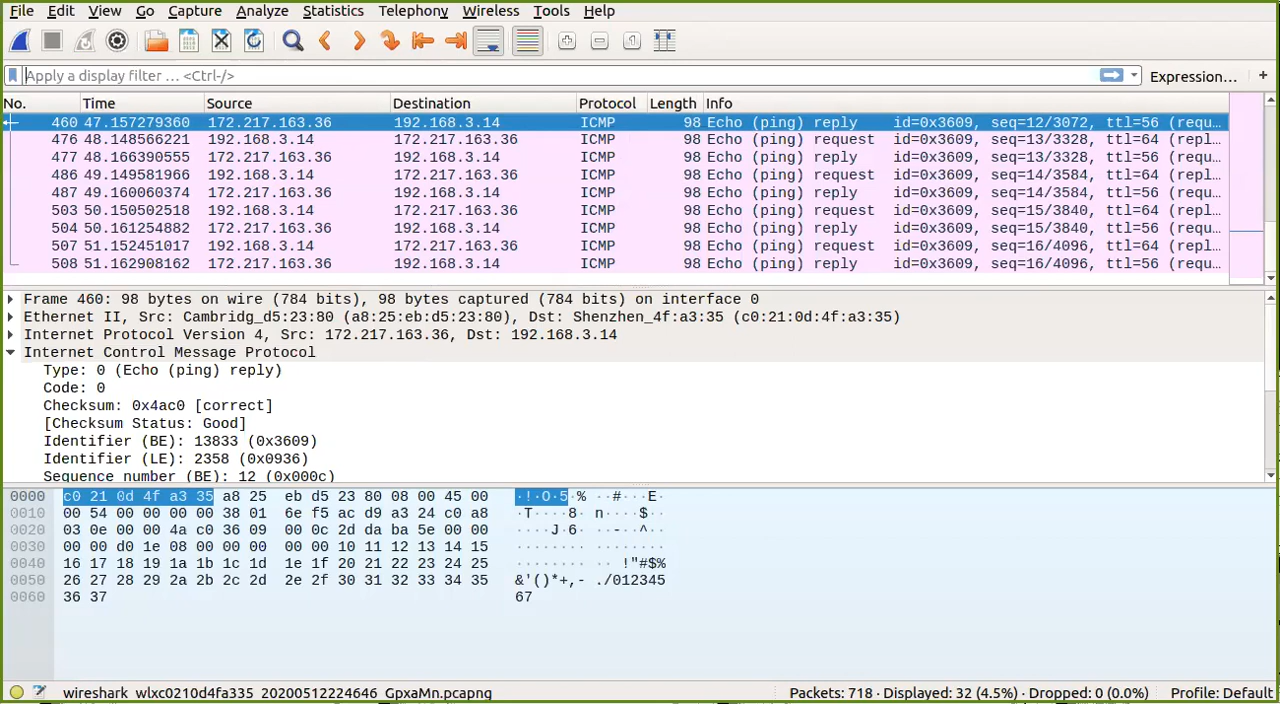 File Edit View Go Capture Analyze Statistics Telephony Wireless Tools Help
Apply a display filter ... <Ctrl-/> Expression... +
No. Time Source Destination Protocol Length Info
460 47.157279360 172.217.163.36 192.168.3.14 ICMP 98 Echo (ping) reply id=0x3609, seq=12/3072, ttl=56 (requ...
476 48.148566221 192.168.3.14 172.217.163.36 ICMP 98 Echo (ping) request id=0x3609, seq=13/3328, ttl=64 (repl...
477 48.166390555 172.217.163.36 192.168.3.14 ICMP 98 Echo (ping) reply id=0x3609, seq=13/3328, ttl=56 (requ...
486 49.149581966 192.168.3.14 172.217.163.36 ICMP 98 Echo (ping) request id=0x3609, seq=14/3584, ttl=64 (repl...
487 49.160060374 172.217.163.36 192.168.3.14 ICMP 98 Echo (ping) reply id=0x3609, seq=14/3584, ttl=56 (requ...
503 50.150502518 192.168.3.14 172.217.163.36 ICMP 98 Echo (ping) request id=0x3609, seq=15/3840, ttl=64 (repl...
504 50.161254882 172.217.163.36 192.168.3.14 ICMP 98 Echo (ping) reply id=0x3609, seq=15/3840, ttl=56 (requ...
507 51.152451017 192.168.3.14 172.217.163.36 ICMP 98 Echo (ping) request id=0x3609, seq=16/4096, ttl=64 (repl...
508 51.162908162 172.217.163.36 192.168.3.14 ICMP 98 Echo (ping) reply id=0x3609, seq=16/4096, ttl=56 (requ...
Frame 460: 98 bytes on wire (784 bits), 98 bytes captured (784 bits) on interface 0
Ethernet II, Src: Cambridg_d5:23:80 (a8:25:eb:d5:23:80), Dst: Shenzhen_4f:a3:35 (c0:21:0d:4f:a3:35)
Internet Protocol Version 4, Src: 172.217.163.36, Dst: 192.168.3.14
Internet Control Message Protocol
Type: 0 (Echo (ping) reply)
Code: 0
Checksum: 0x4ac0 [correct]
[Checksum Status: Good]
Identifier (BE): 13833 (0x3609)
Identifier (LE): 2358 (0x0936)
Sequence number (BE): 12 (0x000c)
0000 c0 21 0d 4f a3 35 a8 25 eb d5 23 80 08 00 45 00 ·!·O·5·% ··#···E·
0010 00 54 00 00 00 00 38 01 6e f5 ac d9 a3 24 c0 a8 ·T····8· n····$··
0020 03 0e 00 00 4a c0 36 09 00 0c 2d da ba 5e 00 00 ····J·6· ··-··^··
0030 00 00 d0 1e 08 00 00 00 00 00 10 11 12 13 14 15 ········ ········
0040 16 17 18 19 1a 1b 1c 1d 1e 1f 20 21 22 23 24 25 ········ ·· !"#$%
0050 26 27 28 29 2a 2b 2c 2d 2e 2f 30 31 32 33 34 35 &'()*+,- ./012345
0060 36 37 67
wireshark_wlxc0210d4fa335_20200512224646_GpxaMn.pcapng Packets: 718 · Displayed: 32 (4.5%) · Dropped: 0 (0.0%) Profile: Default